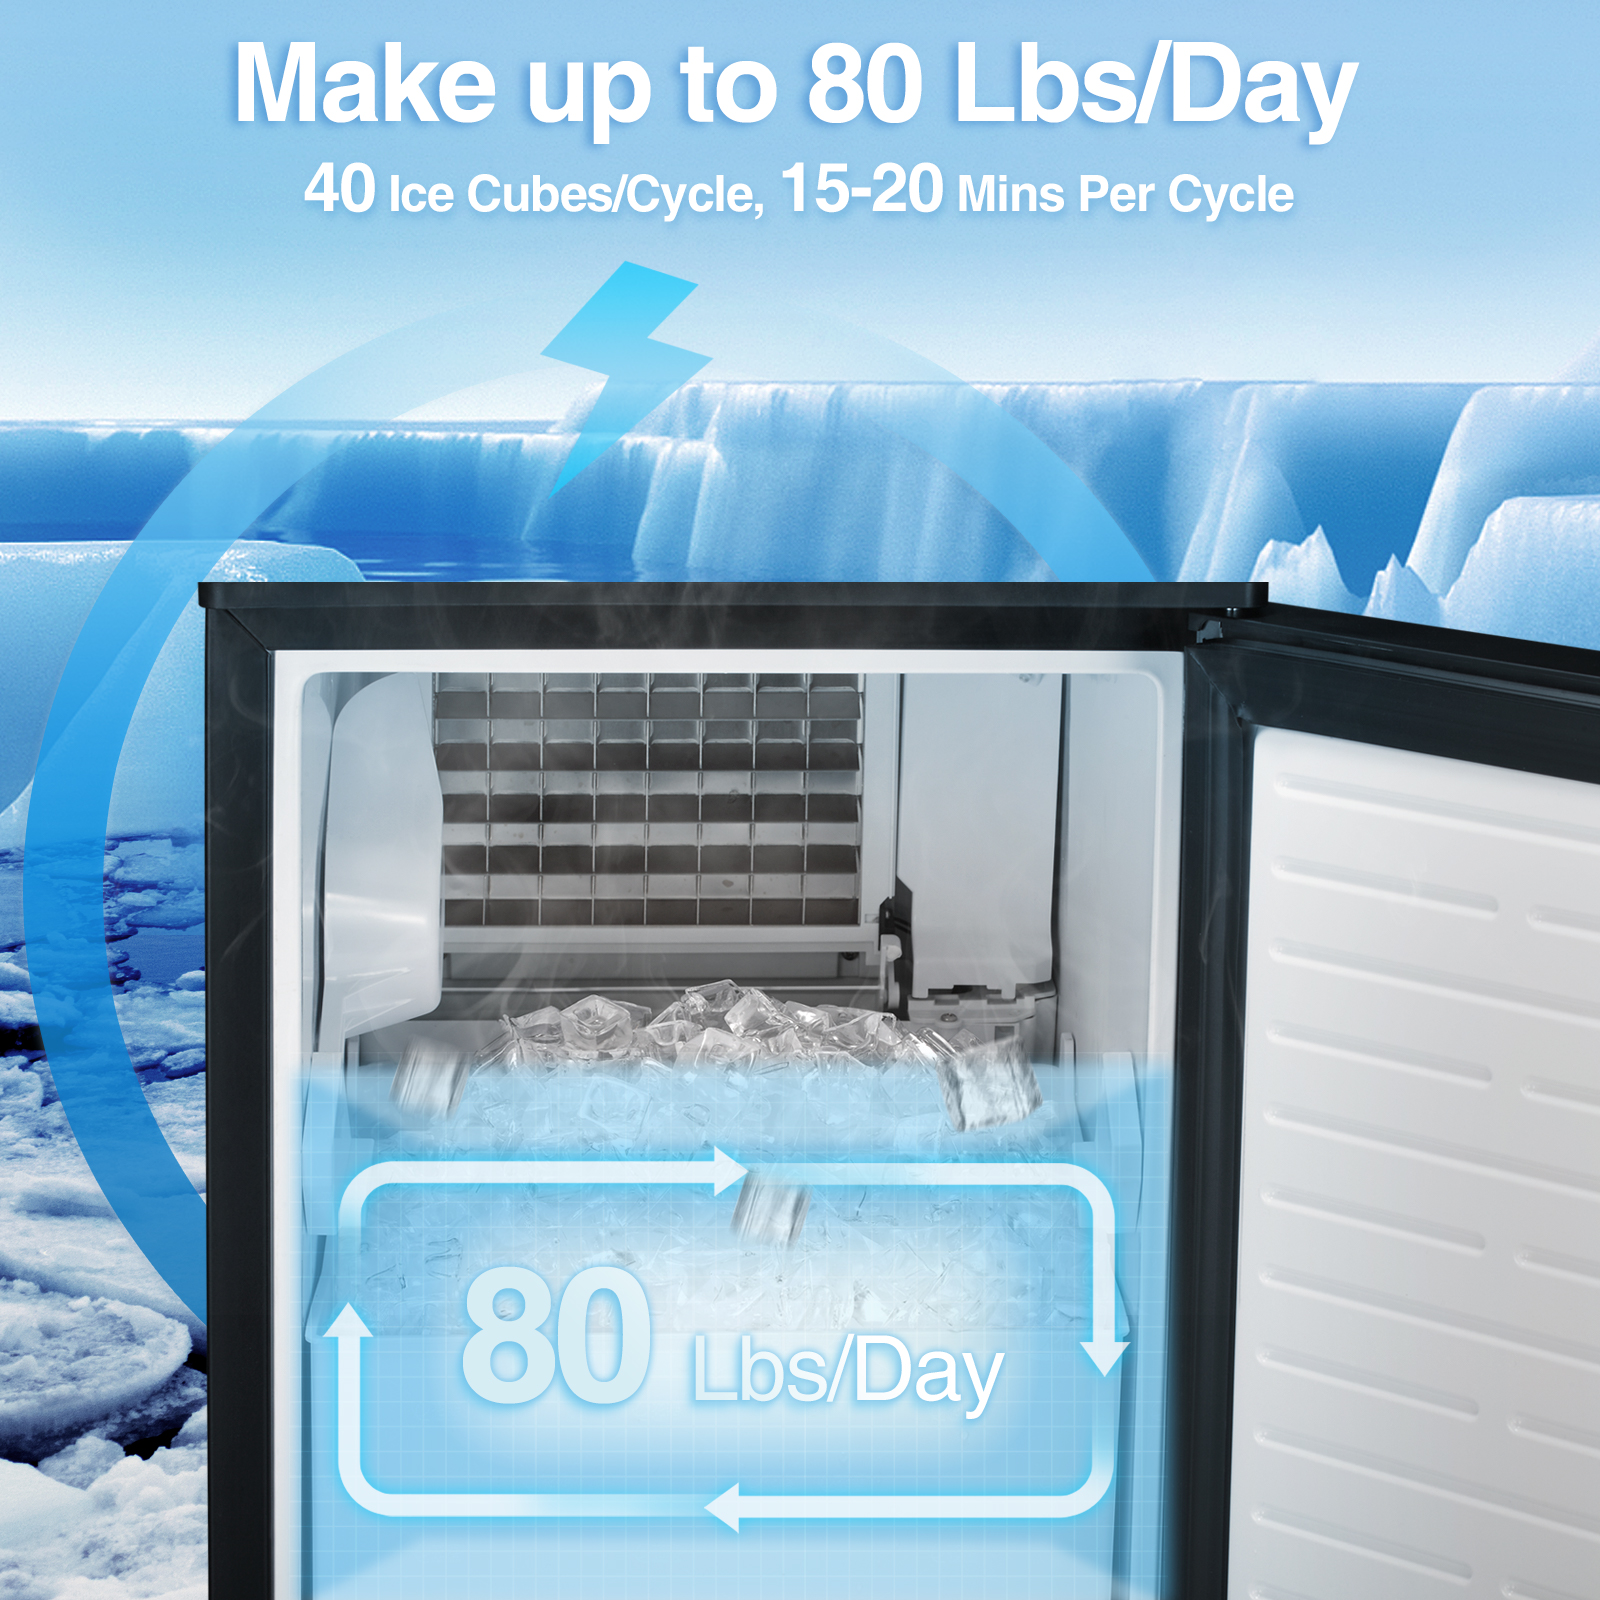 Make up to 80 Lbs/Day
40 Ice Cubes/Cycle, 15-20 Mins Per Cycle
80 Lbs/Day